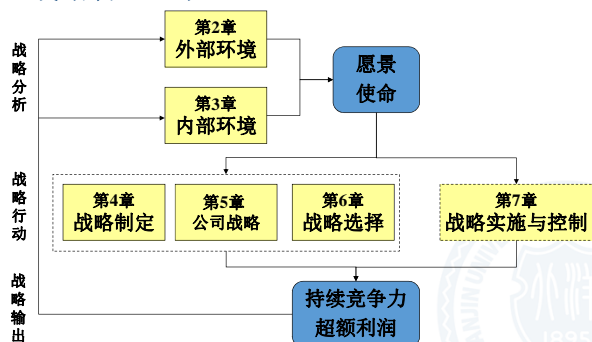 战略分析
第2章
外部环境
第3章
内部环境
愿景
使命
战略行动
第4章
战略制定
第5章
公司战略
第6章
战略选择
第7章
战略实施与控制
战略输出
持续竞争力
超额利润
1895